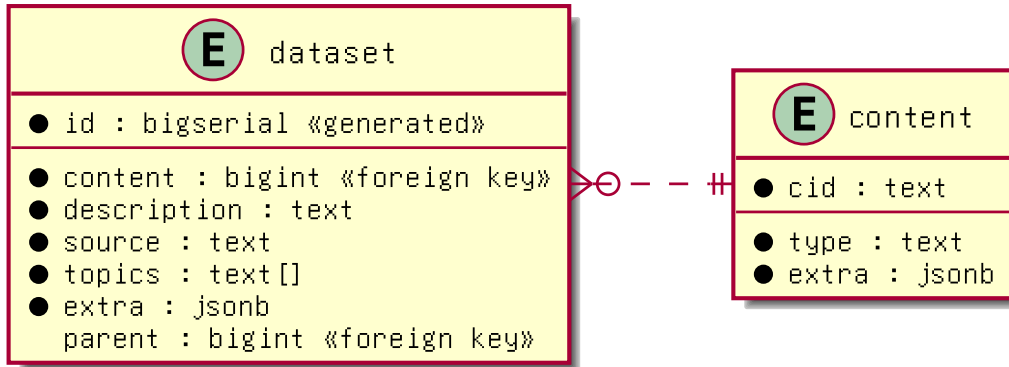 E dataset
● id : bigserial «generated»
● content : bigint «foreign key»
● description : text
● source : text
● topics : text[]
● extra : jsonb
parent : bigint «foreign key»
E content
● cid : text
● type : text
● extra : jsonb